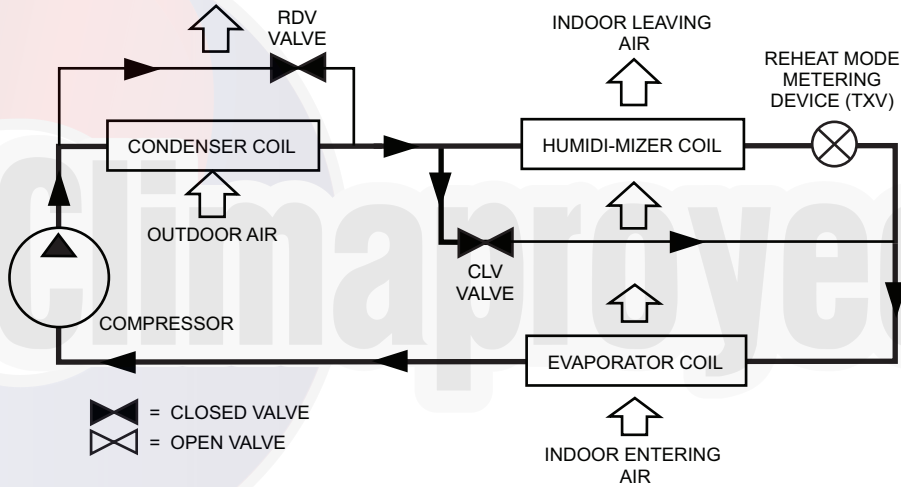 RDV
VALVE
INDOOR LEAVING
AIR
REHEAT MODE
METERING
DEVICE (TXV)
CONDENSER COIL
HUMIDI-MIZER COIL
OUTDOOR AIR
CLV
VALVE
COMPRESSOR
EVAPORATOR COIL
= CLOSED VALVE
= OPEN VALVE
INDOOR ENTERING
AIR
Climaproyec